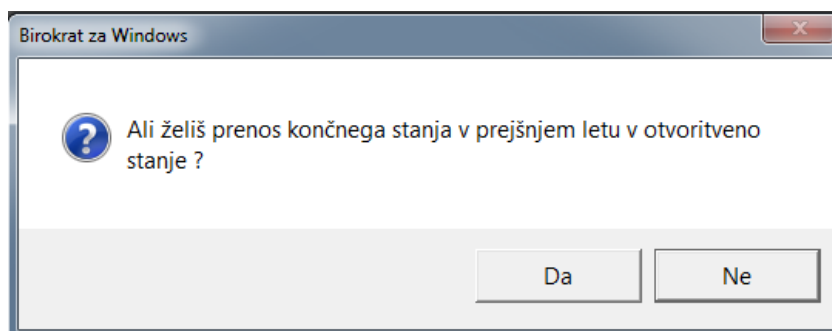 Birokrat za Windows
Ali želiš prenos končnega stanja v prejšnjem letu v otvoritveno
stanje ?
Da
Ne